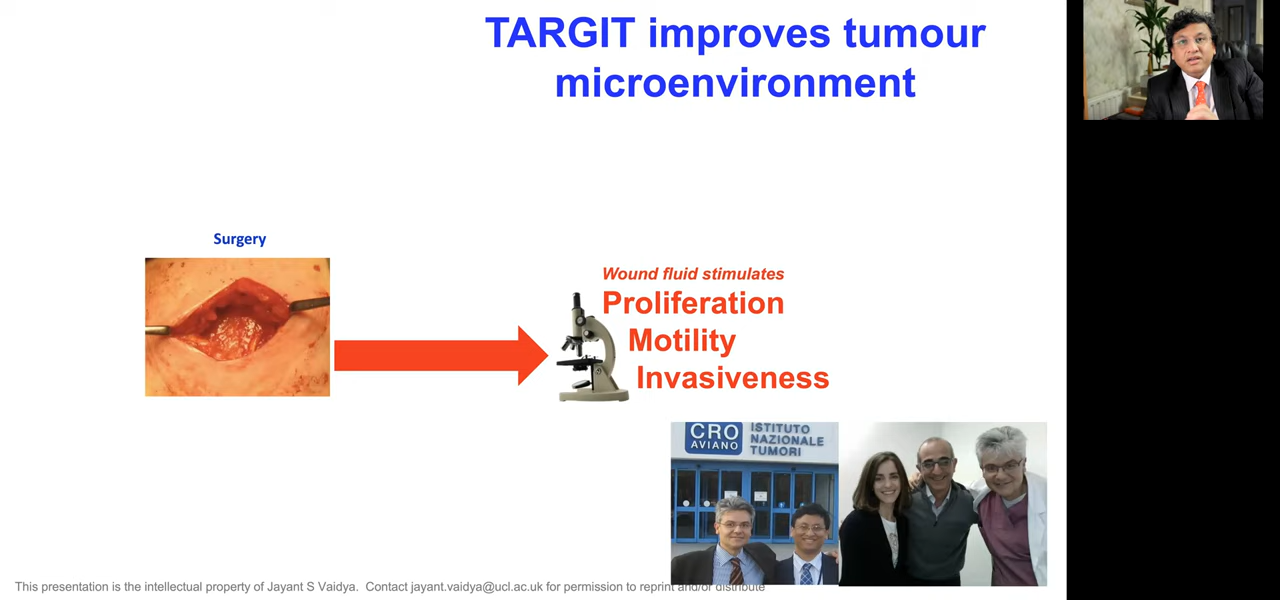 TARGIT improves tumour
microenvironment
Surgery
Wound fluid stimulates
Proliferation
Motility
Invasiveness
CRO
AVIANO
ISTITUTO
NAZIONALE
TUMORI
This presentation is the intellectual property of Jayant S Vaidya. Contact jayant.vaidya@ucl.ac.uk for permission to reprint and/or distribute